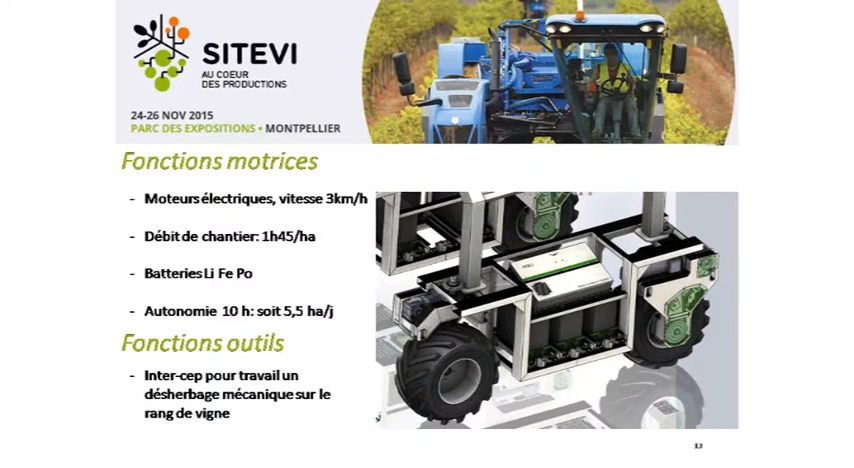 SITEVI
AU COEUR
DES PRODUCTIONS
24-26 NOV 2015
PARC DES EXPOSITIONS • MONTPELLIER
Fonctions motrices
- Moteurs électriques, vitesse 3km/h
- Débit de chantier: 1h45/ha
- Batteries Li Fe Po
- Autonomie 10 h: soit 5,5 ha/j
Fonctions outils
- Inter-cep pour travail un
désherbage mécanique sur le
rang de vigne
13